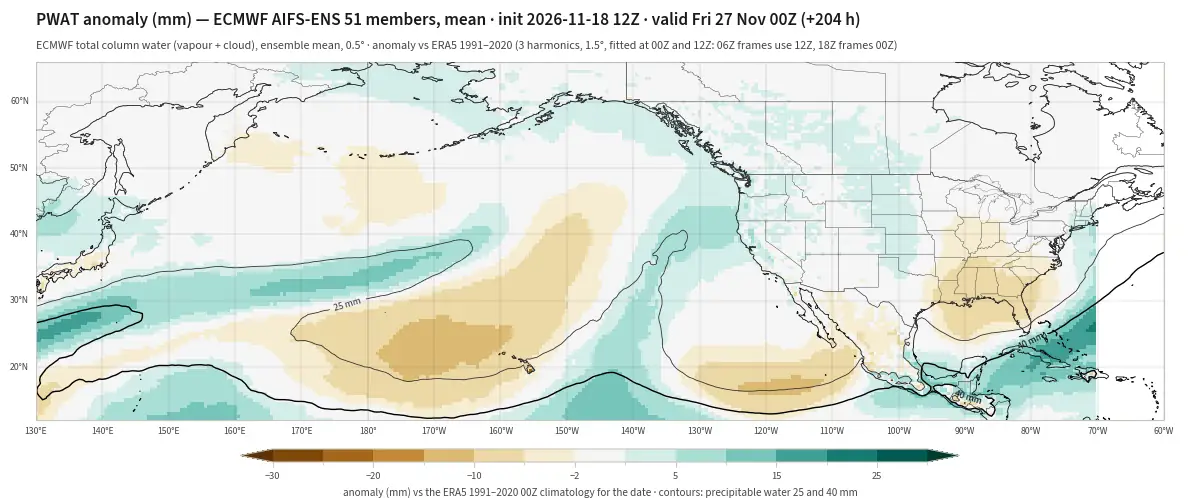 PWAT anomaly (mm) — ECMWF AIFS-ENS 51 members, mean · init 2026-11-18 12Z · valid Fri 27 Nov 00Z (+204 h)
ECMWF total column water (vapour + cloud), ensemble mean, 0.5° · anomaly vs ERA5 1991–2020 (3 harmonics, 1.5°, fitted at 00Z and 12Z: 06Z frames use 12Z, 18Z frames 00Z)
60°N
50°N
40°N
30°N
20°N
25 mm
40 mm
40 mm
130°E 140°E 150°E 160°E 170°E 180° 170°W 160°W 150°W 140°W 130°W 120°W 110°W 100°W 90°W 80°W 70°W 60°W
−30 −20 −10 −2 5 15 25
anomaly (mm) vs the ERA5 1991–2020 00Z climatology for the date · contours: precipitable water 25 and 40 mm